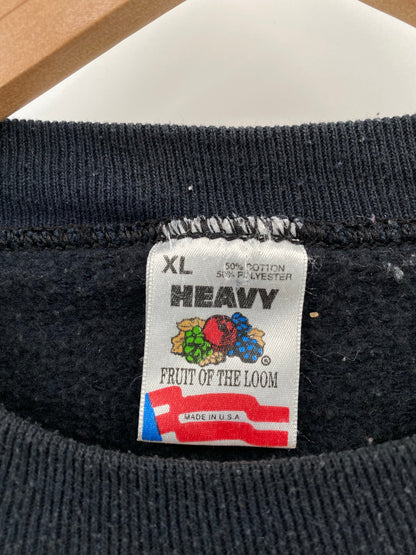 XL
50% COTTON
50% POLYESTER
HEAVY
®
FRUIT OF THE LOOM
MADE IN U.S.A